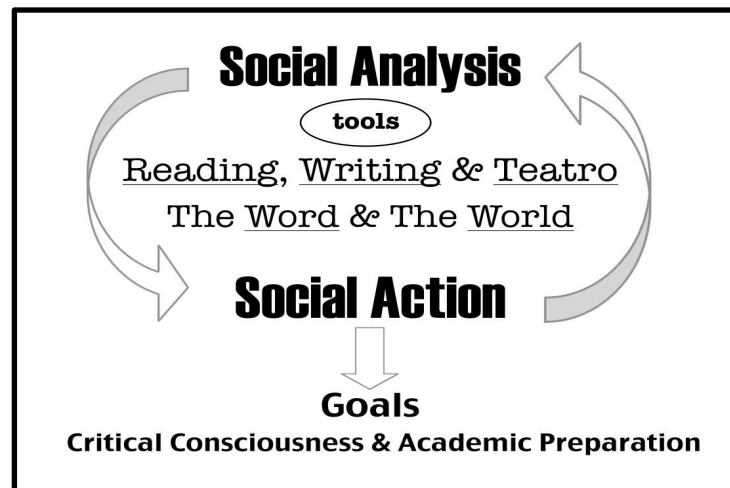 Social Analysis
tools
Reading, Writing & Teatro
The Word & The World
Social Action
Goals
Critical Consciousness & Academic Preparation